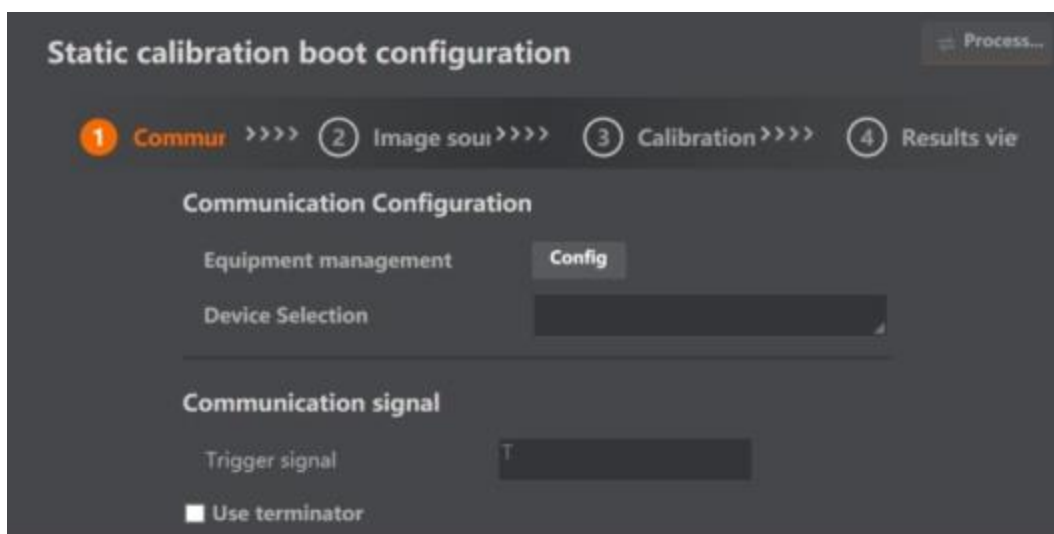 Static calibration boot configuration
Process...
1 Commur >>>> 2 Image sour >>>> 3 Calibration >>>> 4 Results vie
Communication Configuration
Equipment management Config
Device Selection
Communication signal
Trigger signal T
Use terminator